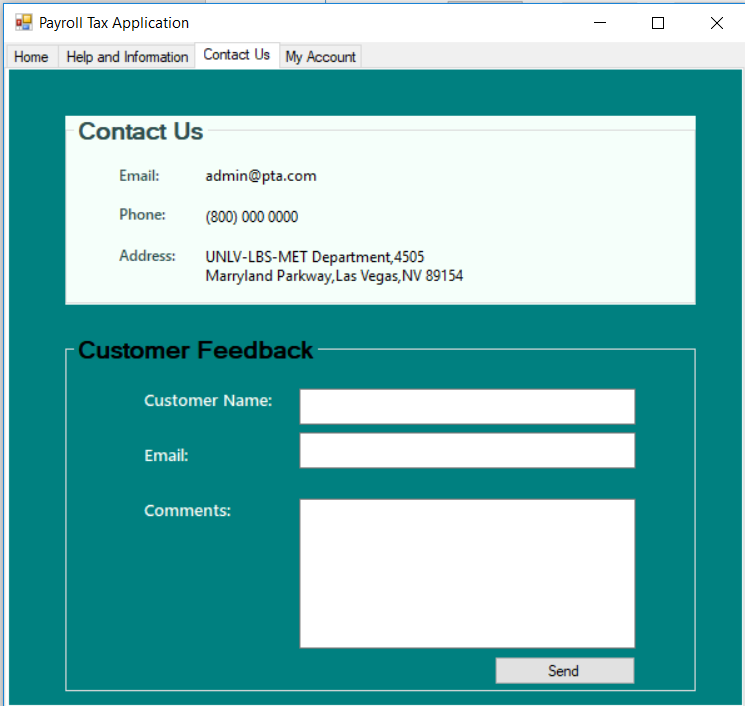 Payroll Tax Application
Home Help and Information Contact Us My Account
Contact Us
Email: admin@pta.com
Phone: (800) 000 0000
Address: UNLV-LBS-MET Department,4505
Marryland Parkway,Las Vegas,NV 89154
Customer Feedback
Customer Name:
Email:
Comments:
Send